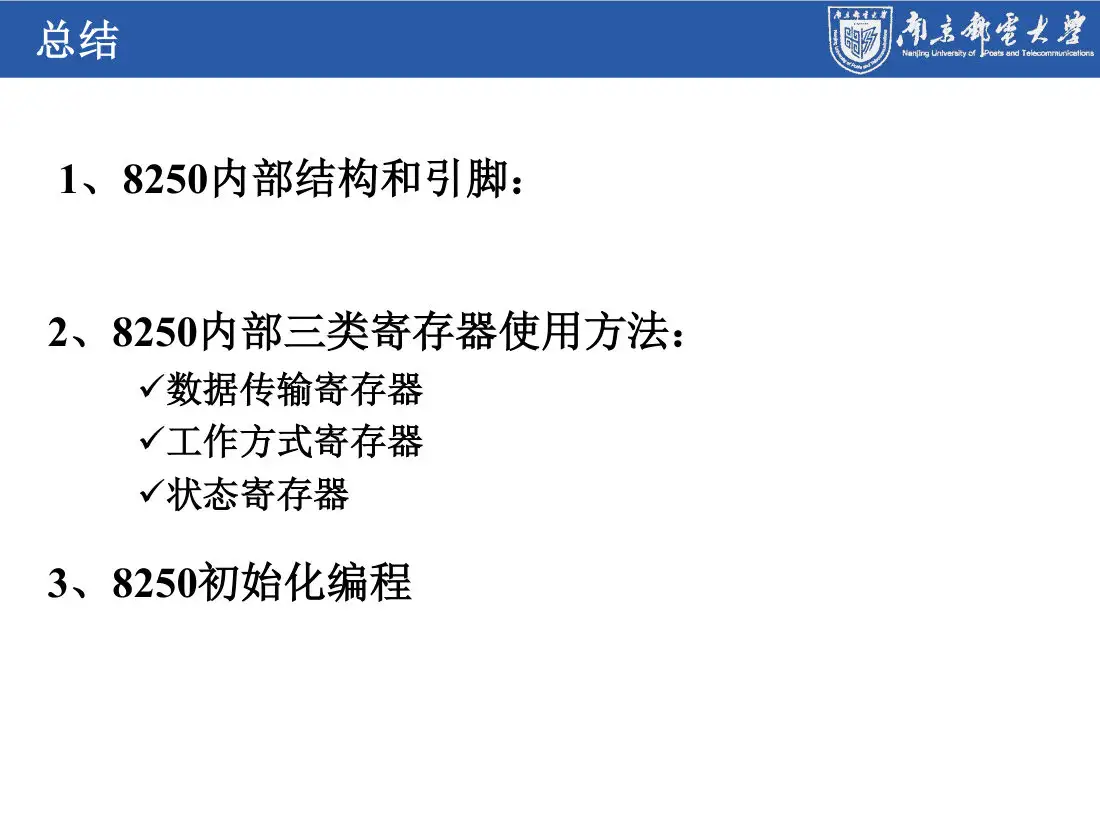 总结
南京邮电大学
Nanjing University of Posts and Telecommunications
1、8250内部结构和引脚：
2、8250内部三类寄存器使用方法：
✓数据传输寄存器
✓工作方式寄存器
✓状态寄存器
3、8250初始化编程